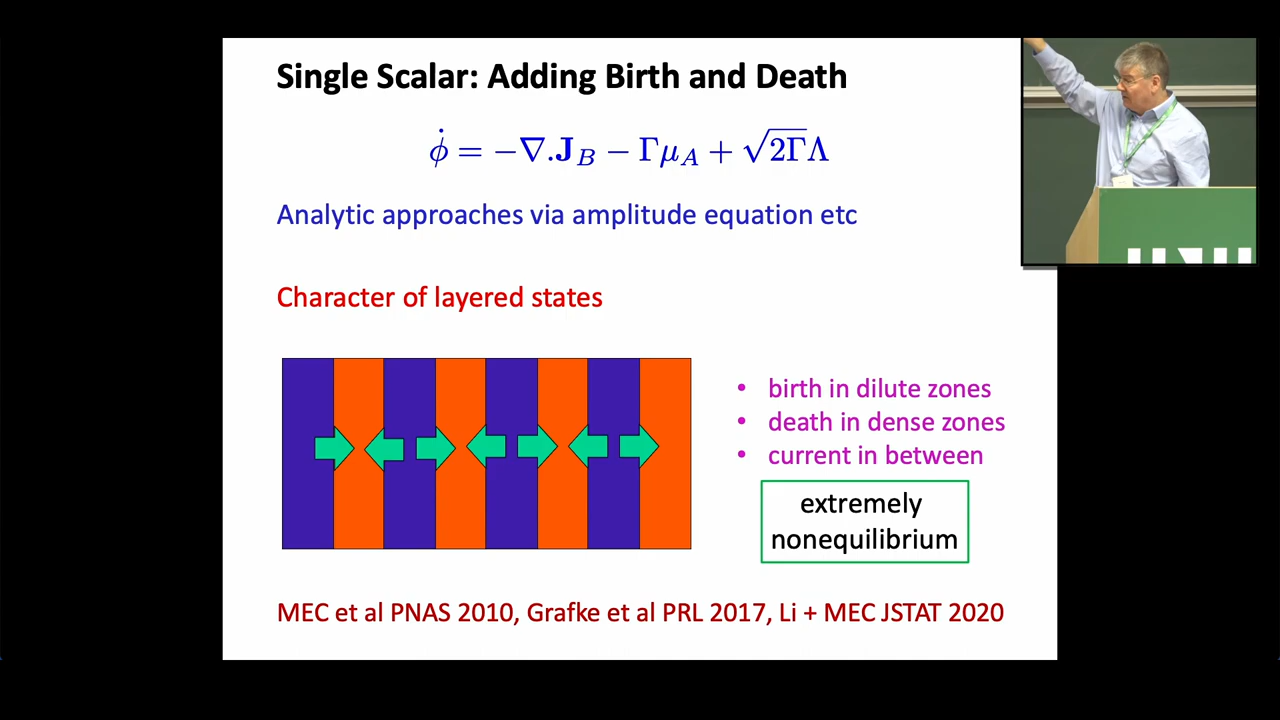 Single Scalar: Adding Birth and Death
ϕ̇ = −∇.J_B − Γμ_A + √2Γ Λ
Analytic approaches via amplitude equation etc
Character of layered states
• birth in dilute zones
• death in dense zones
• current in between
extremely
nonequilibrium
MEC et al PNAS 2010, Grafke et al PRL 2017, Li + MEC JSTAT 2020